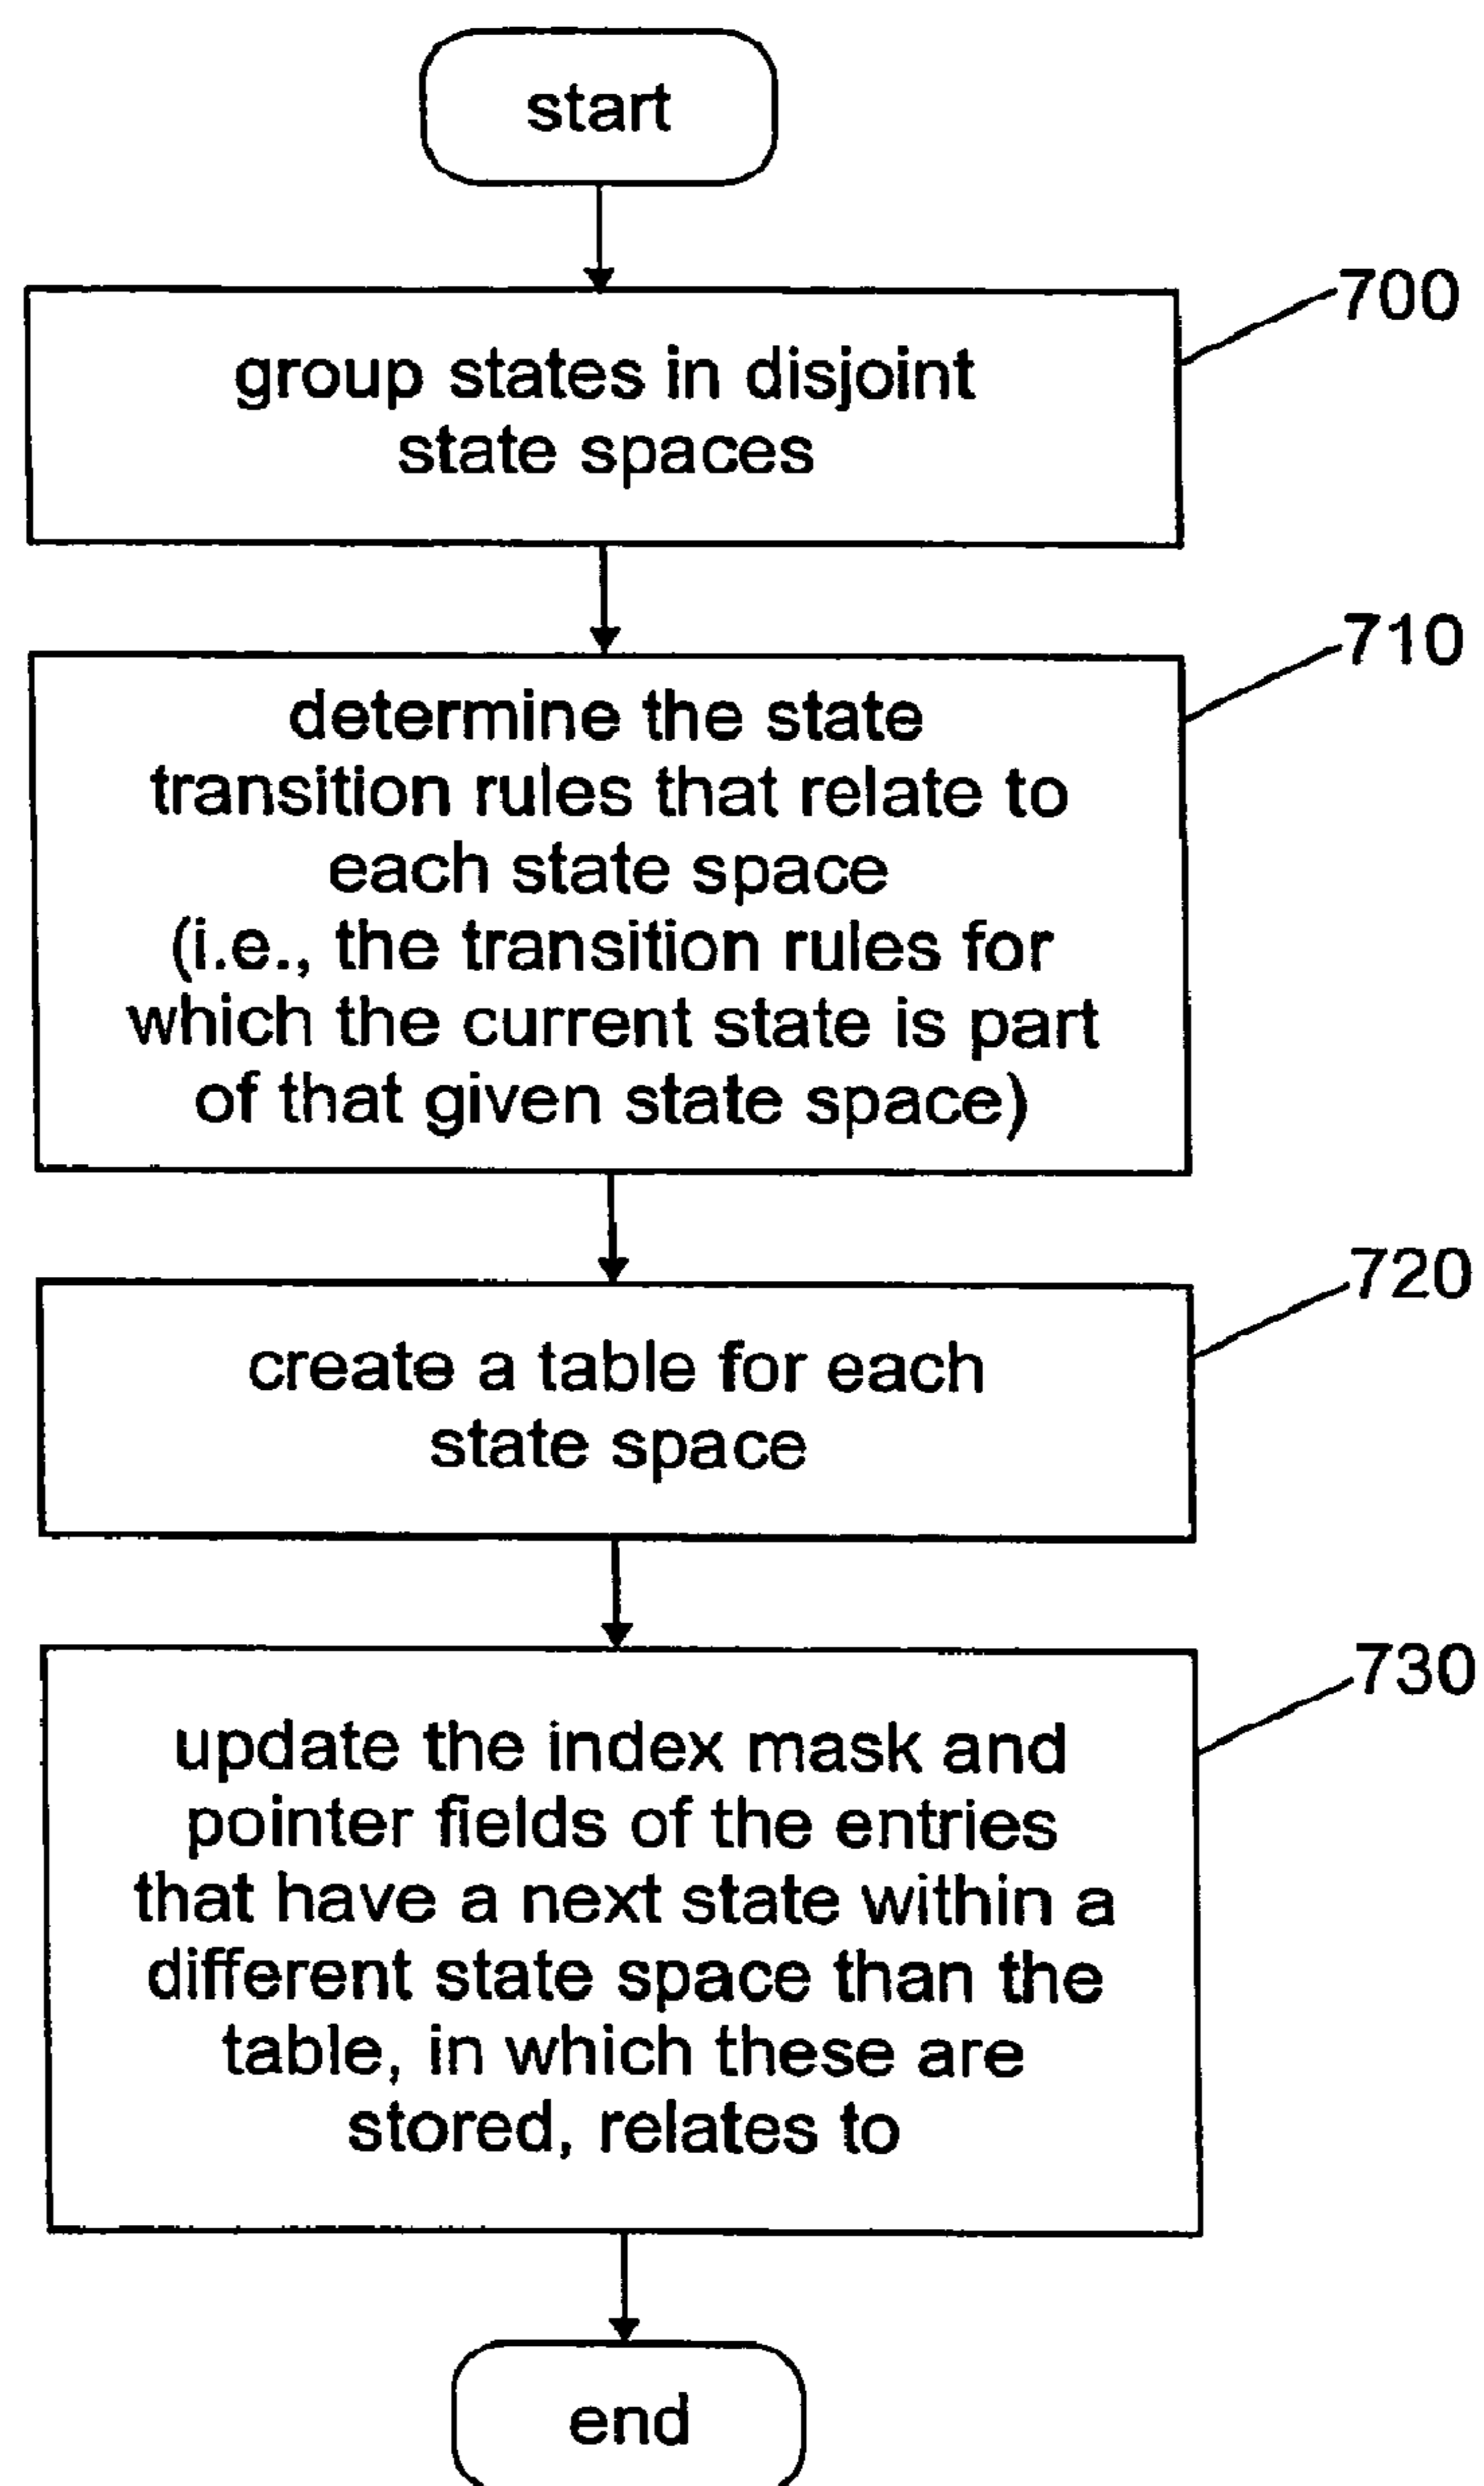 start
700
group states in disjoint
state spaces
710
determine the state
transition rules that relate to
each state space
(i.e., the transition rules for
which the current state is part
of that given state space)
720
create a table for each
state space
730
update the index mask and
pointer fields of the entries
that have a next state within a
different state space than the
table, in which these are
stored, relates to
end